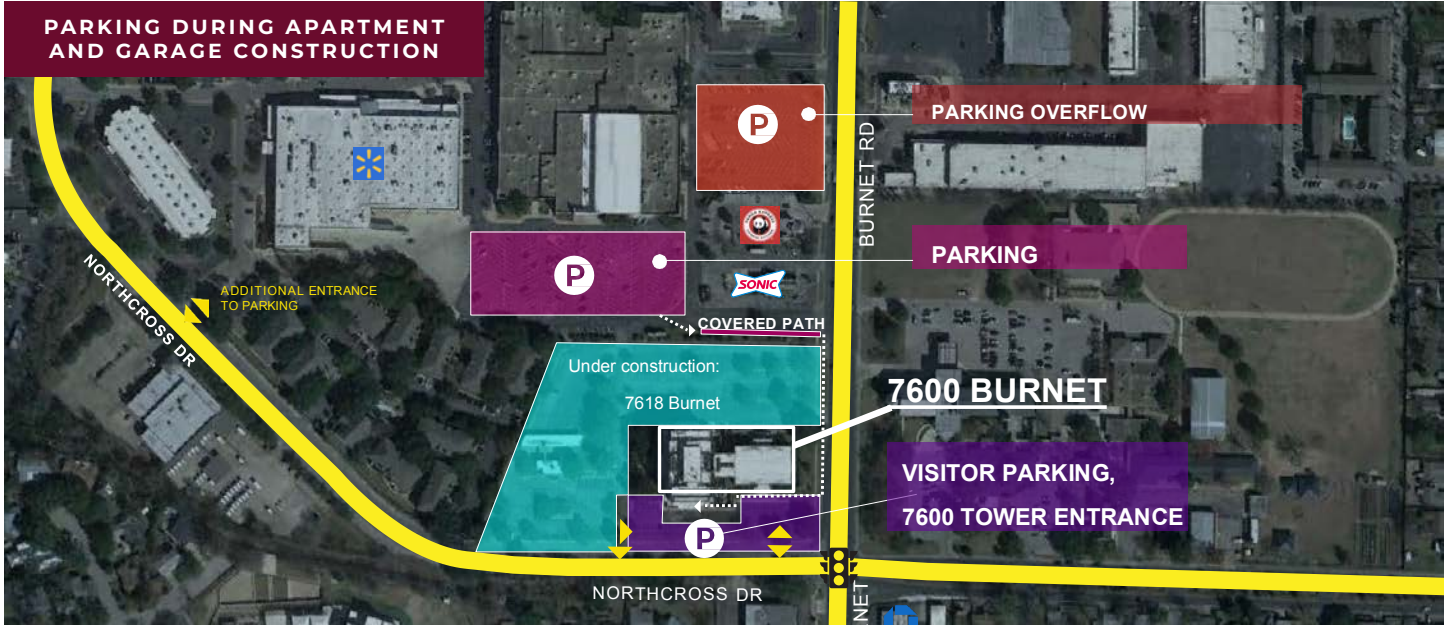 PARKING DURING APARTMENT
AND GARAGE CONSTRUCTION
P
PARKING OVERFLOW
BURNET RD
P
PARKING
SONIC
NORTHCROSS DR
ADDITIONAL ENTRANCE
TO PARKING
COVERED PATH
Under construction:
7618 Burnet
7600 BURNET
VISITOR PARKING,
7600 TOWER ENTRANCE
P
NORTHCROSS DR
NET